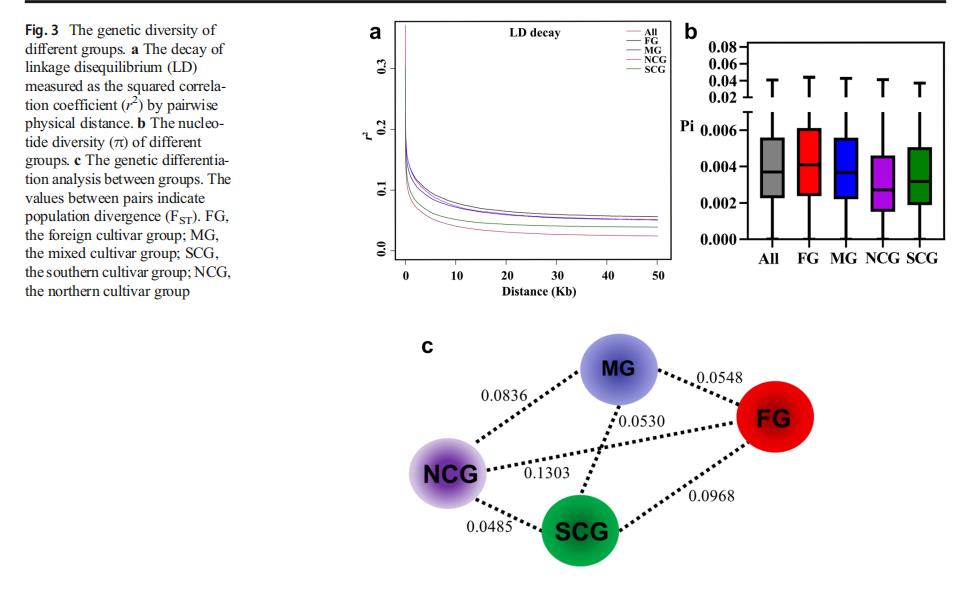 Fig. 3 The genetic diversity of
different groups. a The decay of
linkage disequilibrium (LD)
measured as the squared correla-
tion coefficient (r²) by pairwise
physical distance. b The nucleo-
tide diversity (π) of different
groups. c The genetic differentia-
tion analysis between groups. The
values between pairs indicate
population divergence (FST). FG,
the foreign cultivar group; MG,
the mixed cultivar group; SCG,
the southern cultivar group; NCG,
the northern cultivar group
a
LD decay
All
FG
MG
NCG
SCG
r²
0.3
0.2
0.1
0.0
0 10 20 30 40 50
Distance (Kb)
b
Pi
0.08
0.06
0.04
0.02
0.006
0.004
0.002
0.000
All FG MG NCG SCG
c
MG
0.0836
0.0548
0.0530
FG
NCG
0.1303
0.0968
0.0485
SCG